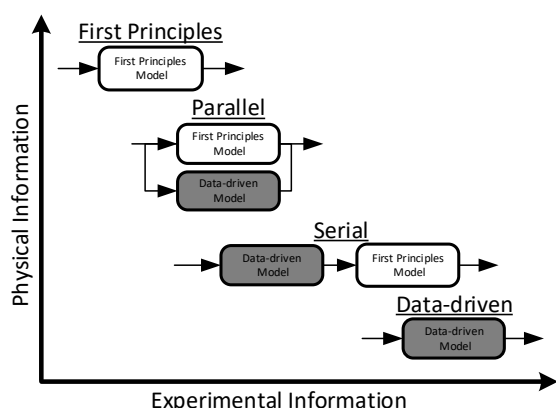 First Principles
First Principles
Model
Parallel
First Principles
Model
Data-driven
Model
Serial
Data-driven
Model
First Principles
Model
Data-driven
Data-driven
Model
Physical Information
Experimental Information